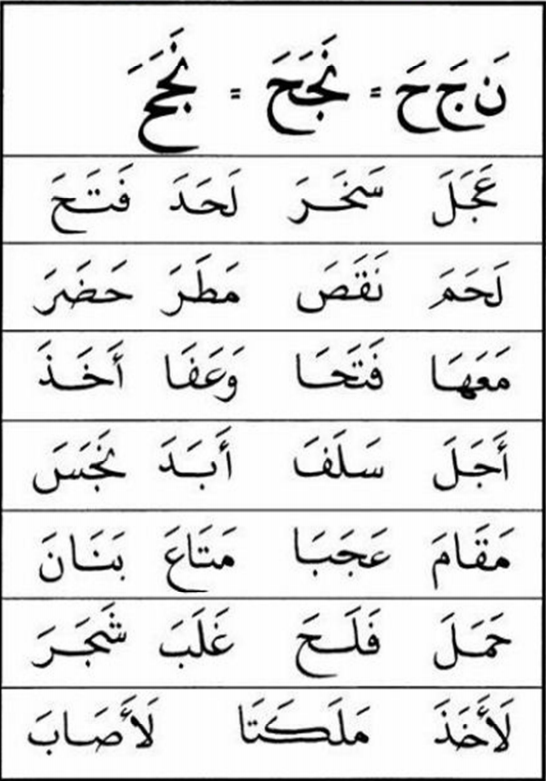 نَ جَ حَ = نَجَحَ = نَجَحَ
عَجَلَ سَخَرَ لَحَدَ فَتَحَ
لَحَمَ نَقَصَ مَطَرَ حَضَرَ
مَعَهَا فَتَحَا وَعَفَا أَخَذَ
أَجَلَ سَلَفَ أَبَدَ نَجَسَ
مَقَامَ عَجَبَا مَتَاعَ بَنَانَ
حَمَلَ فَلَحَ غَلَبَ شَجَرَ
لَأَخَذَ مَلَكَتَا لَأَصَابَ